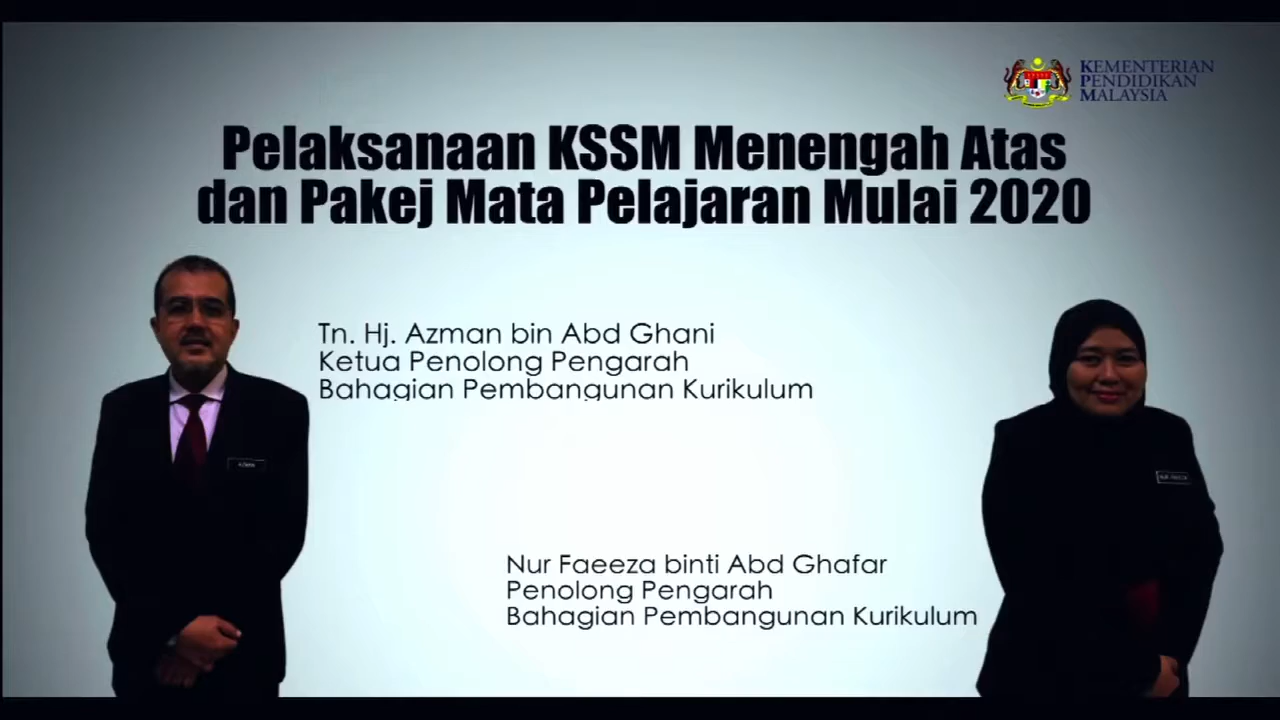 KEMENTERIAN
PENDIDIKAN
MALAYSIA
Pelaksanaan KSSM Menengah Atas
dan Pakej Mata Pelajaran Mulai 2020
Tn. Hj. Azman bin Abd Ghani
Ketua Penolong Pengarah
Bahagian Pembangunan Kurikulum
Nur Faeeza binti Abd Ghafar
Penolong Pengarah
Bahagian Pembangunan Kurikulum